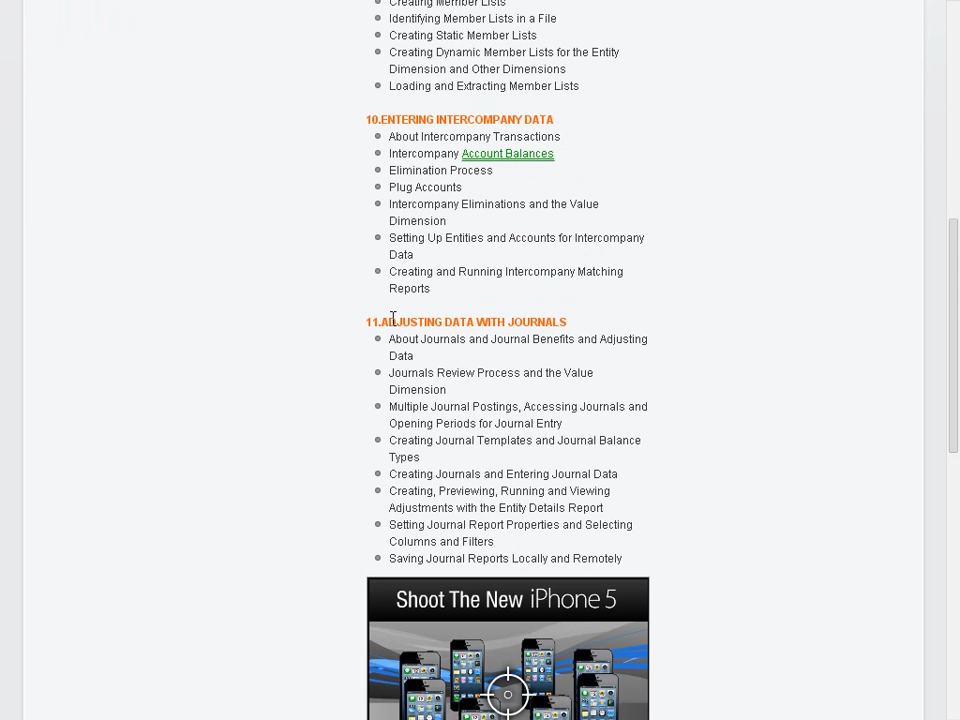 Creating Member Lists
Identifying Member Lists in a File
Creating Static Member Lists
Creating Dynamic Member Lists for the Entity
Dimension and Other Dimensions
Loading and Extracting Member Lists
10.ENTERING INTERCOMPANY DATA
About Intercompany Transactions
Intercompany Account Balances
Elimination Process
Plug Accounts
Intercompany Eliminations and the Value
Dimension
Setting Up Entities and Accounts for Intercompany
Data
Creating and Running Intercompany Matching
Reports
11.ADJUSTING DATA WITH JOURNALS
About Journals and Journal Benefits and Adjusting
Data
Journals Review Process and the Value
Dimension
Multiple Journal Postings, Accessing Journals and
Opening Periods for Journal Entry
Creating Journal Templates and Journal Balance
Types
Creating Journals and Entering Journal Data
Creating, Previewing, Running and Viewing
Adjustments with the Entity Details Report
Setting Journal Report Properties and Selecting
Columns and Filters
Saving Journal Reports Locally and Remotely
Shoot The New iPhone 5